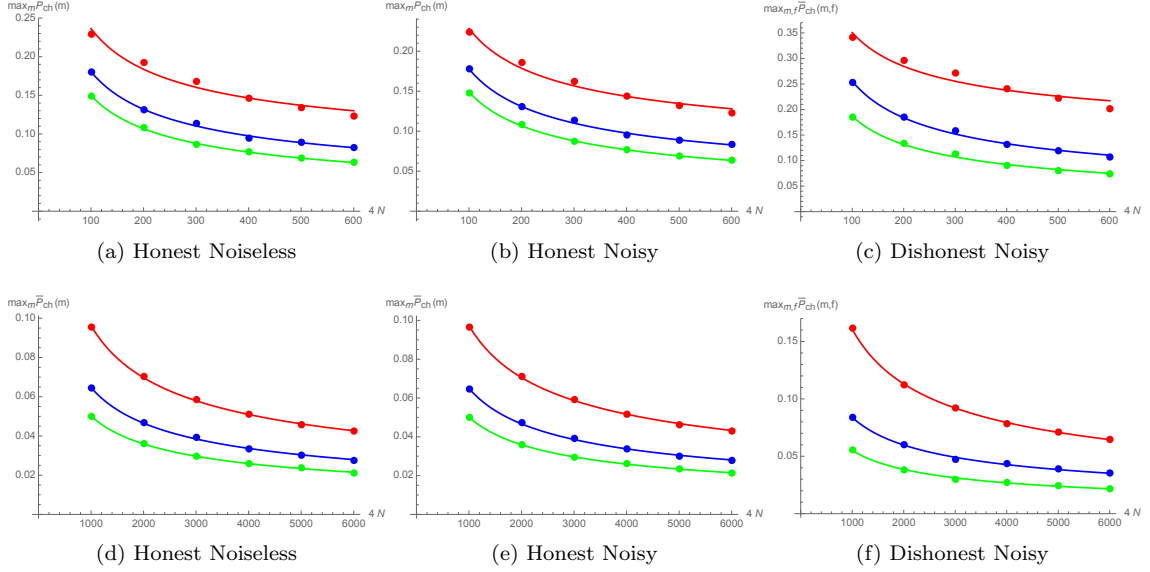 max_m P_ch(m)
0.25
0.20
0.15
0.10
0.05
100 200 300 400 500 600
4 N
(a) Honest Noiseless
max_m P_ch(m)
0.20
0.15
0.10
0.05
100 200 300 400 500 600
4 N
(b) Honest Noisy
max_{m,f} P̅_ch(m,f)
0.35
0.30
0.25
0.20
0.15
0.10
0.05
100 200 300 400 500 600
4 N
(c) Dishonest Noisy
max_m P̅_ch(m)
0.10
0.08
0.06
0.04
0.02
1000 2000 3000 4000 5000 6000
4 N
(d) Honest Noiseless
max_m P̅_ch(m)
0.10
0.08
0.06
0.04
0.02
1000 2000 3000 4000 5000 6000
4 N
(e) Honest Noisy
max_{m,f} P̅_ch(m,f)
0.15
0.10
0.05
1000 2000 3000 4000 5000 6000
4 N
(f) Dishonest Noisy